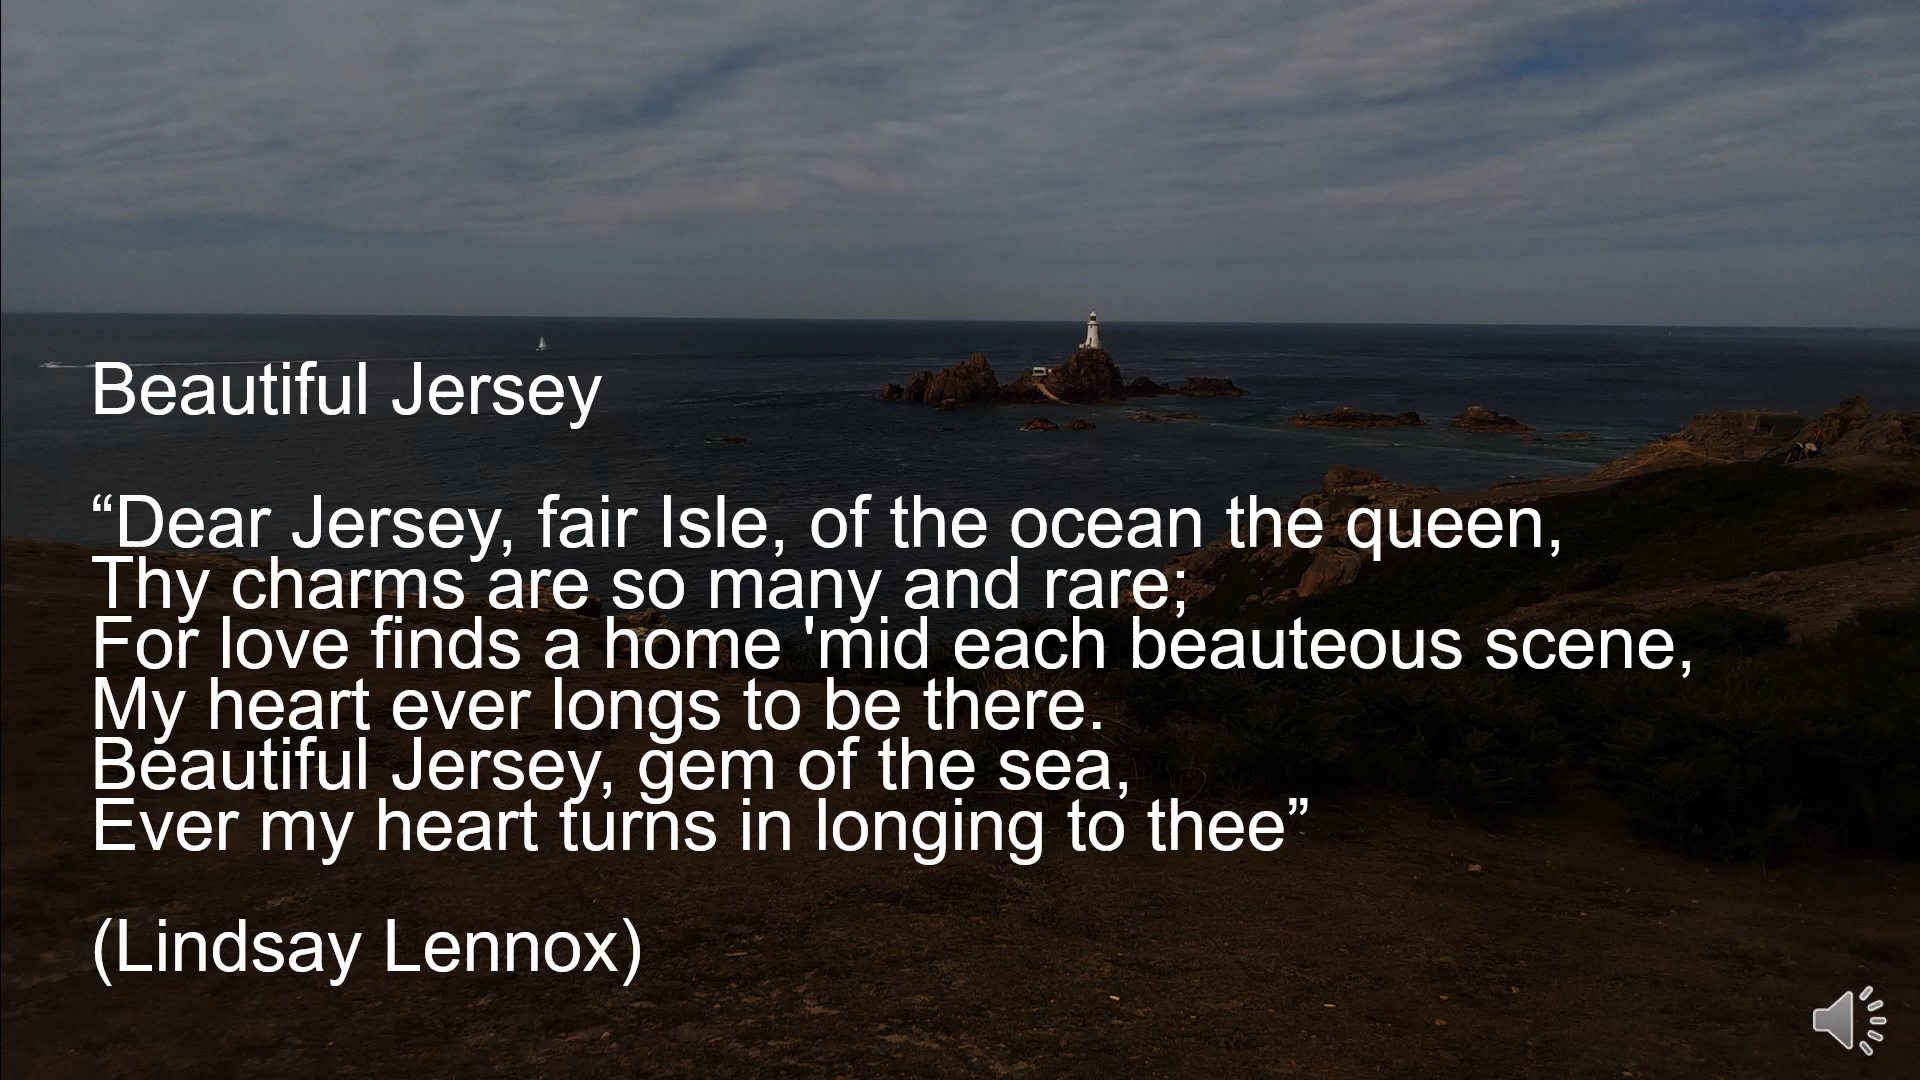 Beautiful Jersey
“Dear Jersey, fair Isle, of the ocean the queen,
Thy charms are so many and rare;
For love finds a home 'mid each beauteous scene,
My heart ever longs to be there.
Beautiful Jersey, gem of the sea,
Ever my heart turns in longing to thee”
(Lindsay Lennox)